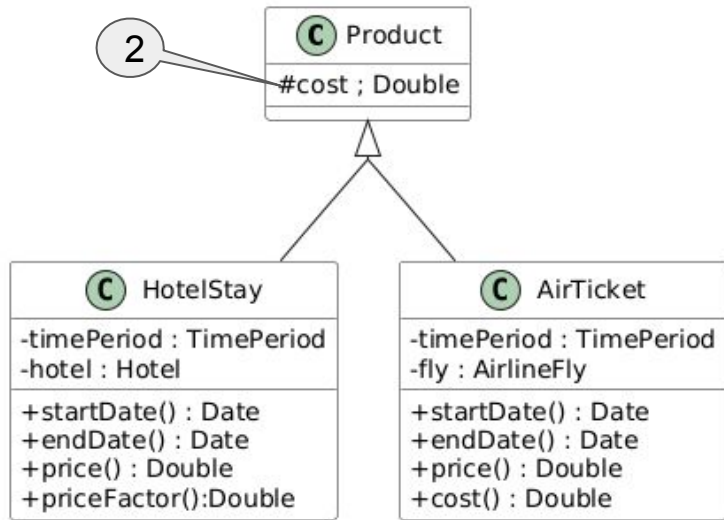 2
C Product
#cost ; Double
C HotelStay
-timePeriod : TimePeriod
-hotel : Hotel
+startDate() : Date
+endDate() : Date
+price() : Double
+priceFactor():Double
C AirTicket
-timePeriod : TimePeriod
-fly : AirlineFly
+startDate() : Date
+endDate() : Date
+price() : Double
+cost() : Double